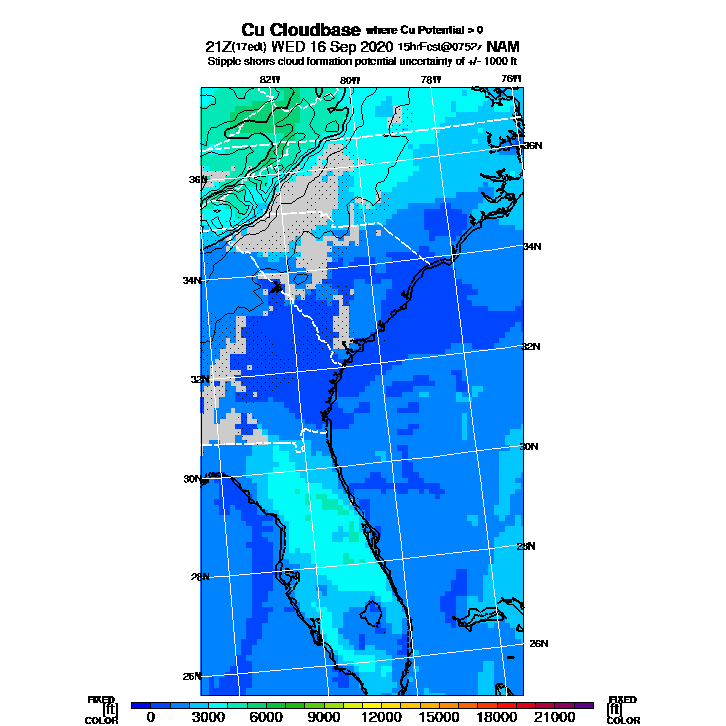 Cu Cloudbase where Cu Potential > 0
21Z(17edt) WED 16 Sep 2020 15hrFcst@0752z NAM
Stipple shows cloud formation potential uncertainty of +/- 1000 ft
82W 80W 78W 76W
36N 36N
34N 34N
32N 32N
30N 30N
28N 28N
26N 26N
FIXED FIXED
[ft] [ft]
COLOR COLOR
0 3000 6000 9000 12000 15000 18000 21000